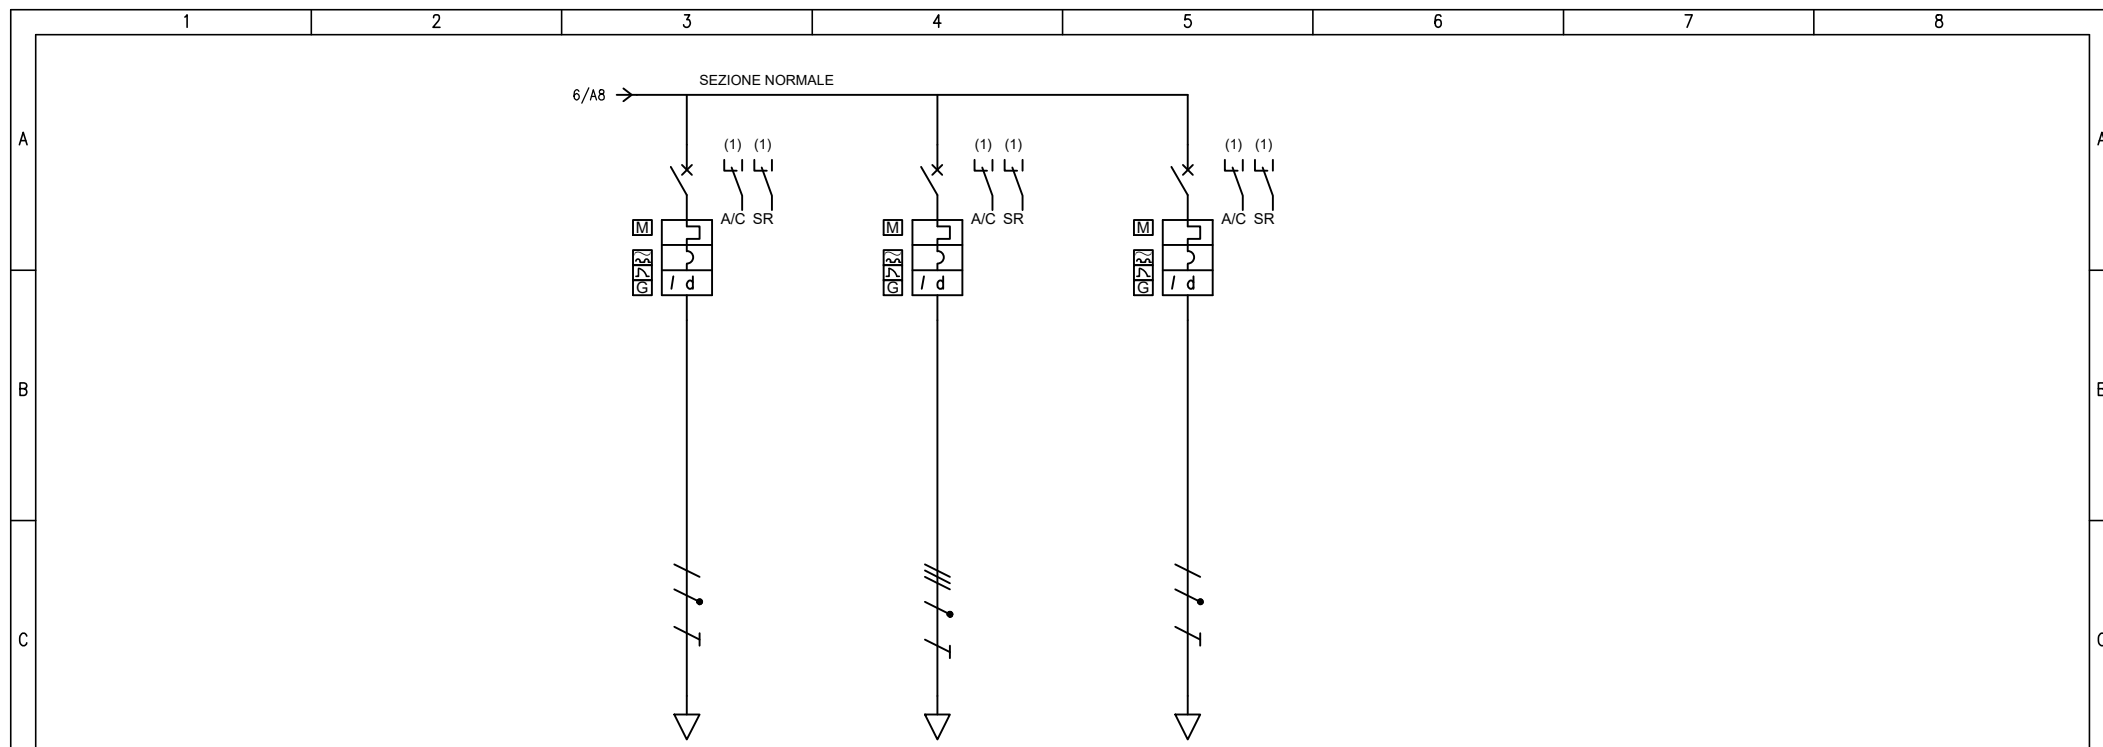 1 2 3 4 5 6 7 8
SEZIONE NORMALE
6/A8
A A
(1) (1) (1) (1) (1) (1)
A/C SR A/C SR A/C SR
M M M
G I d G I d G I d
B B
C C